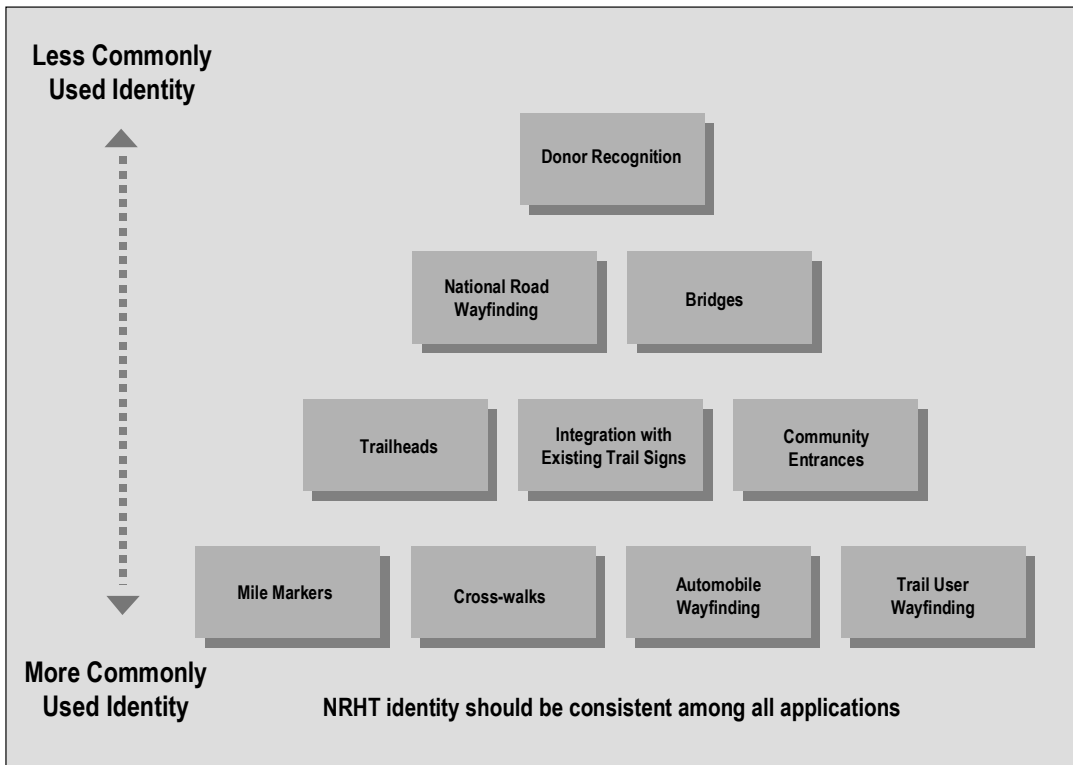 Less Commonly
Used Identity
Donor Recognition
National Road
Wayfinding
Bridges
Trailheads
Integration with
Existing Trail Signs
Community
Entrances
Mile Markers
Cross-walks
Automobile
Wayfinding
Trail User
Wayfinding
More Commonly
Used Identity
NRHT identity should be consistent among all applications